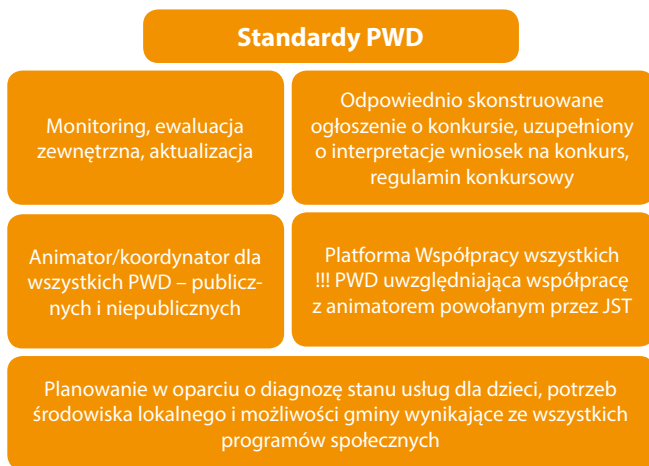 Standardy PWD
Monitoring, ewaluacja
zewnętrzna, aktualizacja
Odpowiednio skonstruowane
ogłoszenie o konkursie, uzupełniony
o interpretacje wniosek na konkurs,
regulamin konkursowy
Animator/koordynator dla
wszystkich PWD – publicz-
nych i niepublicznych
Platforma Współpracy wszystkich
!!! PWD uwzględniająca współpracę
z animatorem powołanym przez JST
Planowanie w oparciu o diagnozę stanu usług dla dzieci, potrzeb
środowiska lokalnego i możliwości gminy wynikające ze wszystkich
programów społecznych